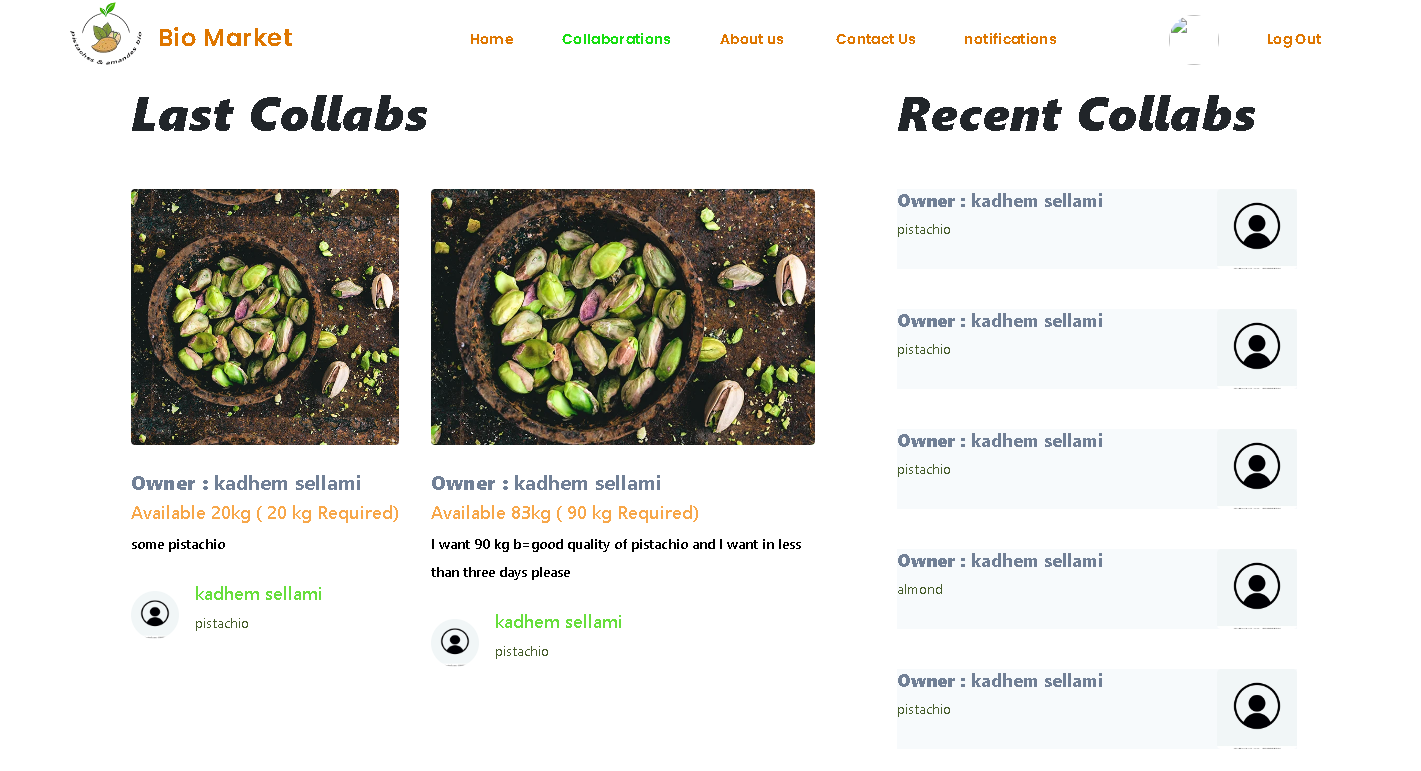 pistaches & amandes bio
Bio Market
Home
Collaborations
About us
Contact Us
notifications
Log Out
Last Collabs
Owner : kadhem sellami
Available 20kg ( 20 kg Required)
some pistachio
kadhem sellami
pistachio
Owner : kadhem sellami
Available 83kg ( 90 kg Required)
I want 90 kg b=good quality of pistachio and I want in less
than three days please
kadhem sellami
pistachio
Recent Collabs
Owner : kadhem sellami
pistachio
Owner : kadhem sellami
pistachio
Owner : kadhem sellami
pistachio
Owner : kadhem sellami
almond
Owner : kadhem sellami
pistachio